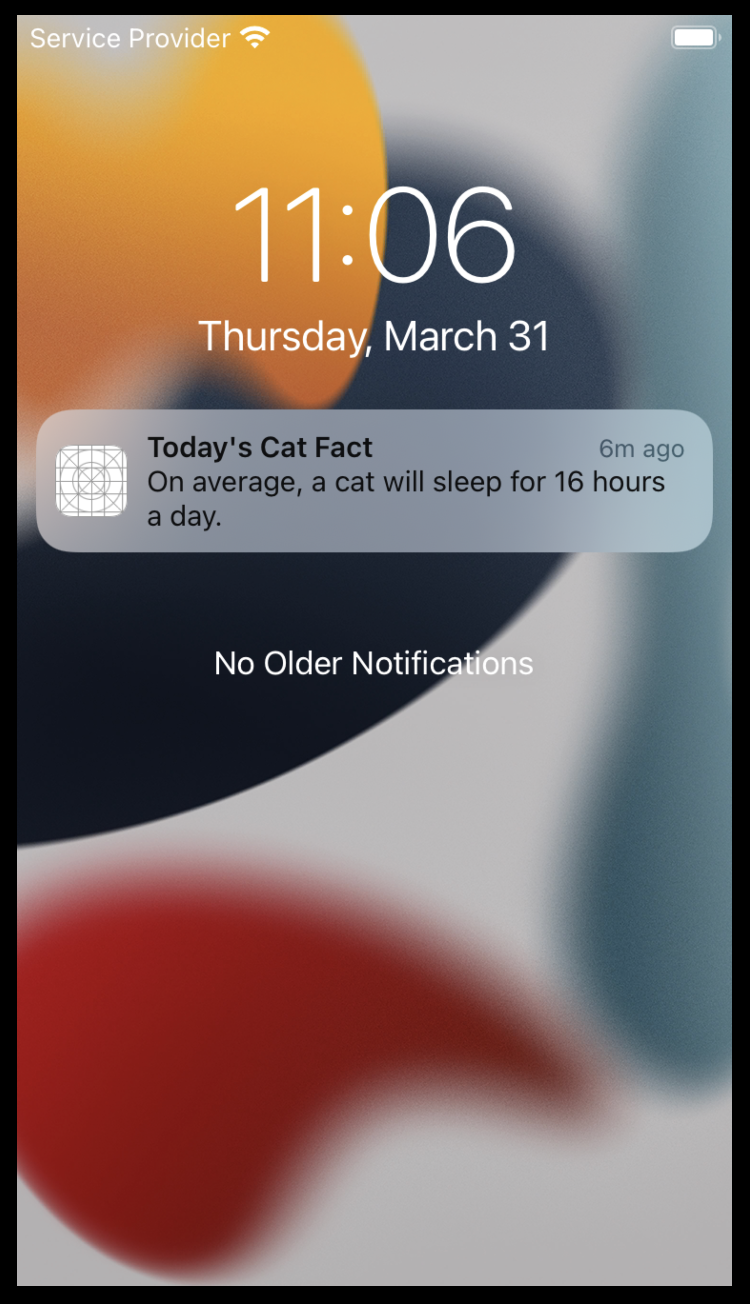 Service Provider
11:06
Thursday, March 31
Today's Cat Fact 6m ago
On average, a cat will sleep for 16 hours
a day.
No Older Notifications